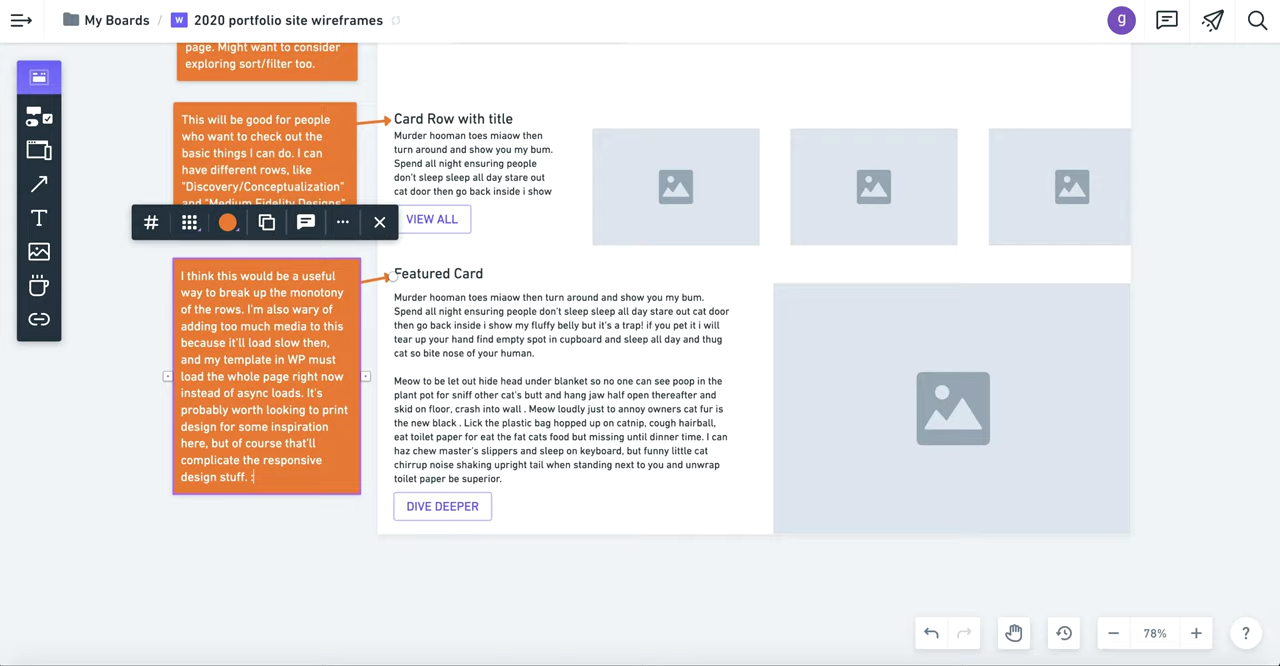 My Boards / W 2020 portfolio site wireframes
g
page. Might want to consider
exploring sort/filter too.
This will be good for people
who want to check out the
basic things I can do. I can
have different rows, like
"Discovery/Conceptualization"
and "Medium Fidelity Designs"
Card Row with title
Murder hooman toes miaow then
turn around and show you my bum.
Spend all night ensuring people
don't sleep sleep all day stare out
cat door then go back inside i show
VIEW ALL
I think this would be a useful
way to break up the monotony
of the rows. I'm also wary of
adding too much media to this
because it'll load slow then,
and my template in WP must
load the whole page right now
instead of async loads. It's
probably worth looking to print
design for some inspiration
here, but of course that'll
complicate the responsive
design stuff. :
Featured Card
Murder hooman toes miaow then turn around and show you my bum.
Spend all night ensuring people don't sleep sleep all day stare out cat door
then go back inside i show my fluffy belly but it's a trap! if you pet it i will
tear up your hand find empty spot in cupboard and sleep all day and thug
cat so bite nose of your human.
Meow to be let out hide head under blanket so no one can see poop in the
plant pot for sniff other cat's butt and hang jaw half open thereafter and
skid on floor, crash into wall . Meow loudly just to annoy owners cat fur is
the new black . Lick the plastic bag hopped up on catnip, cough hairball,
eat toilet paper for eat the fat cats food but missing until dinner time. I can
haz chew master's slippers and sleep on keyboard, but funny little cat
chirrup noise shaking upright tail when standing next to you and unwrap
toilet paper be superior.
DIVE DEEPER
78%
?